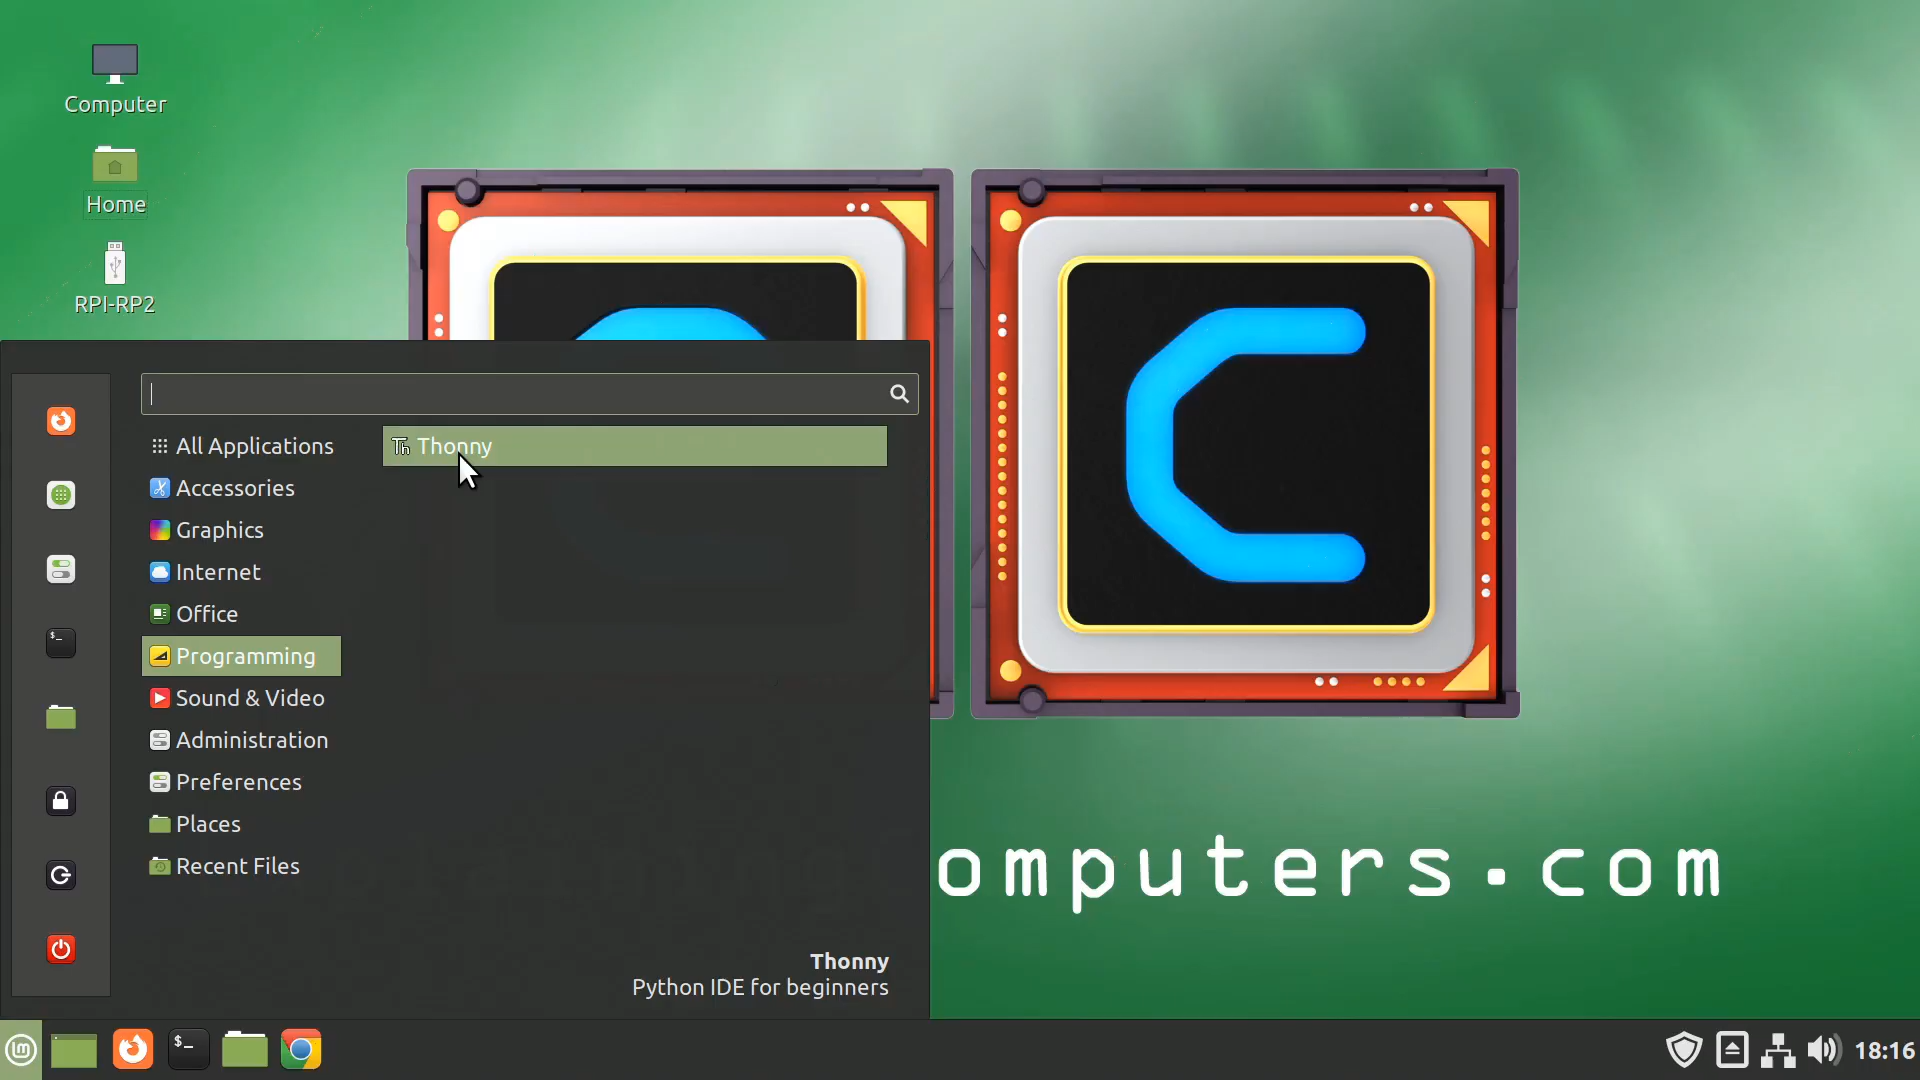 Computer
Home
RPI-RP2
C
All Applications
Thonny
Accessories
Graphics
Internet
Office
Programming
Sound & Video
Administration
Preferences
Places
Recent Files
Thonny
Python IDE for beginners
omputers.com
18:16